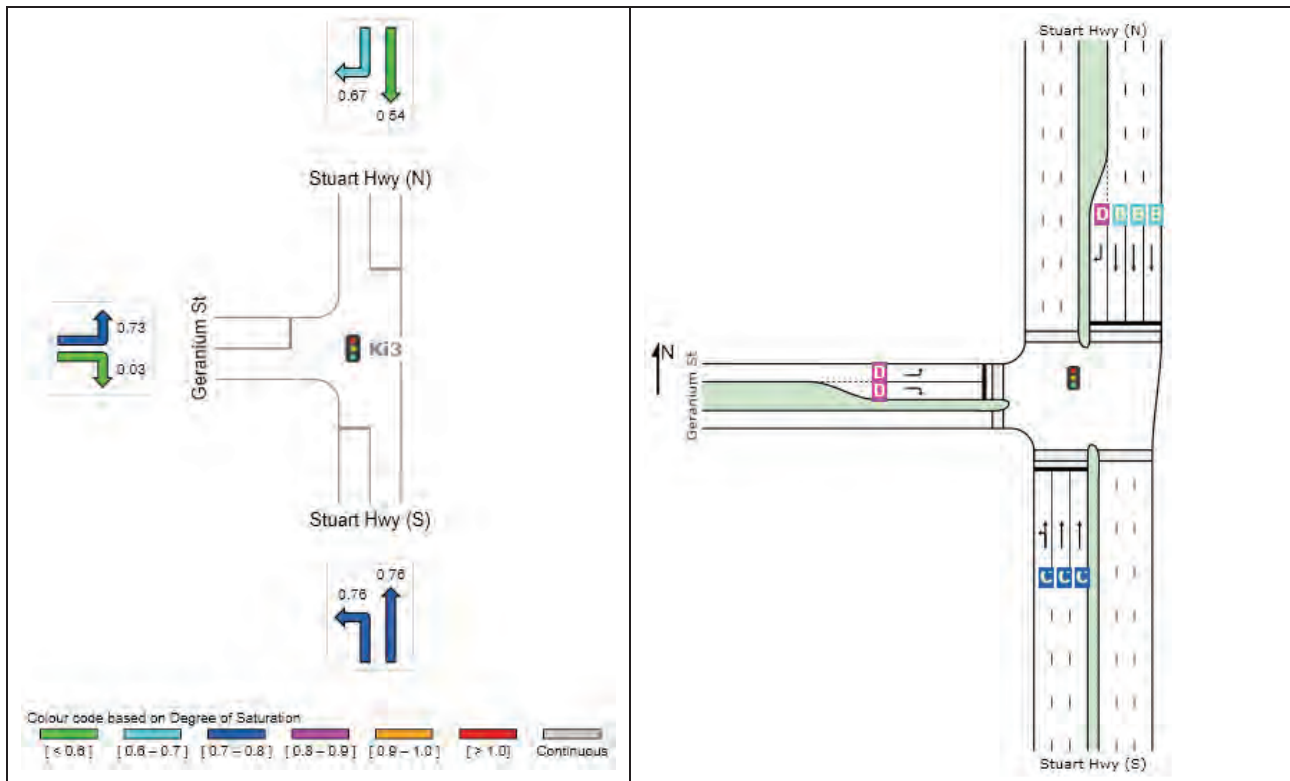 0.67
0.54
Stuart Hwy (N)
0.73
0.03
Geranium St
Ki3
Stuart Hwy (S)
0.76
0.76
Colour code based on Degree of Saturation
[ ≤ 0.6 ] [ 0.6 – 0.7 ] [ 0.7 – 0.8 ] [ 0.8 – 0.9 ] [ 0.9 – 1.0 ] [ > 1.0 ] Continuous
Stuart Hwy (N)
D B B B
N
Geranium St
D
D
C C C
Stuart Hwy (S)